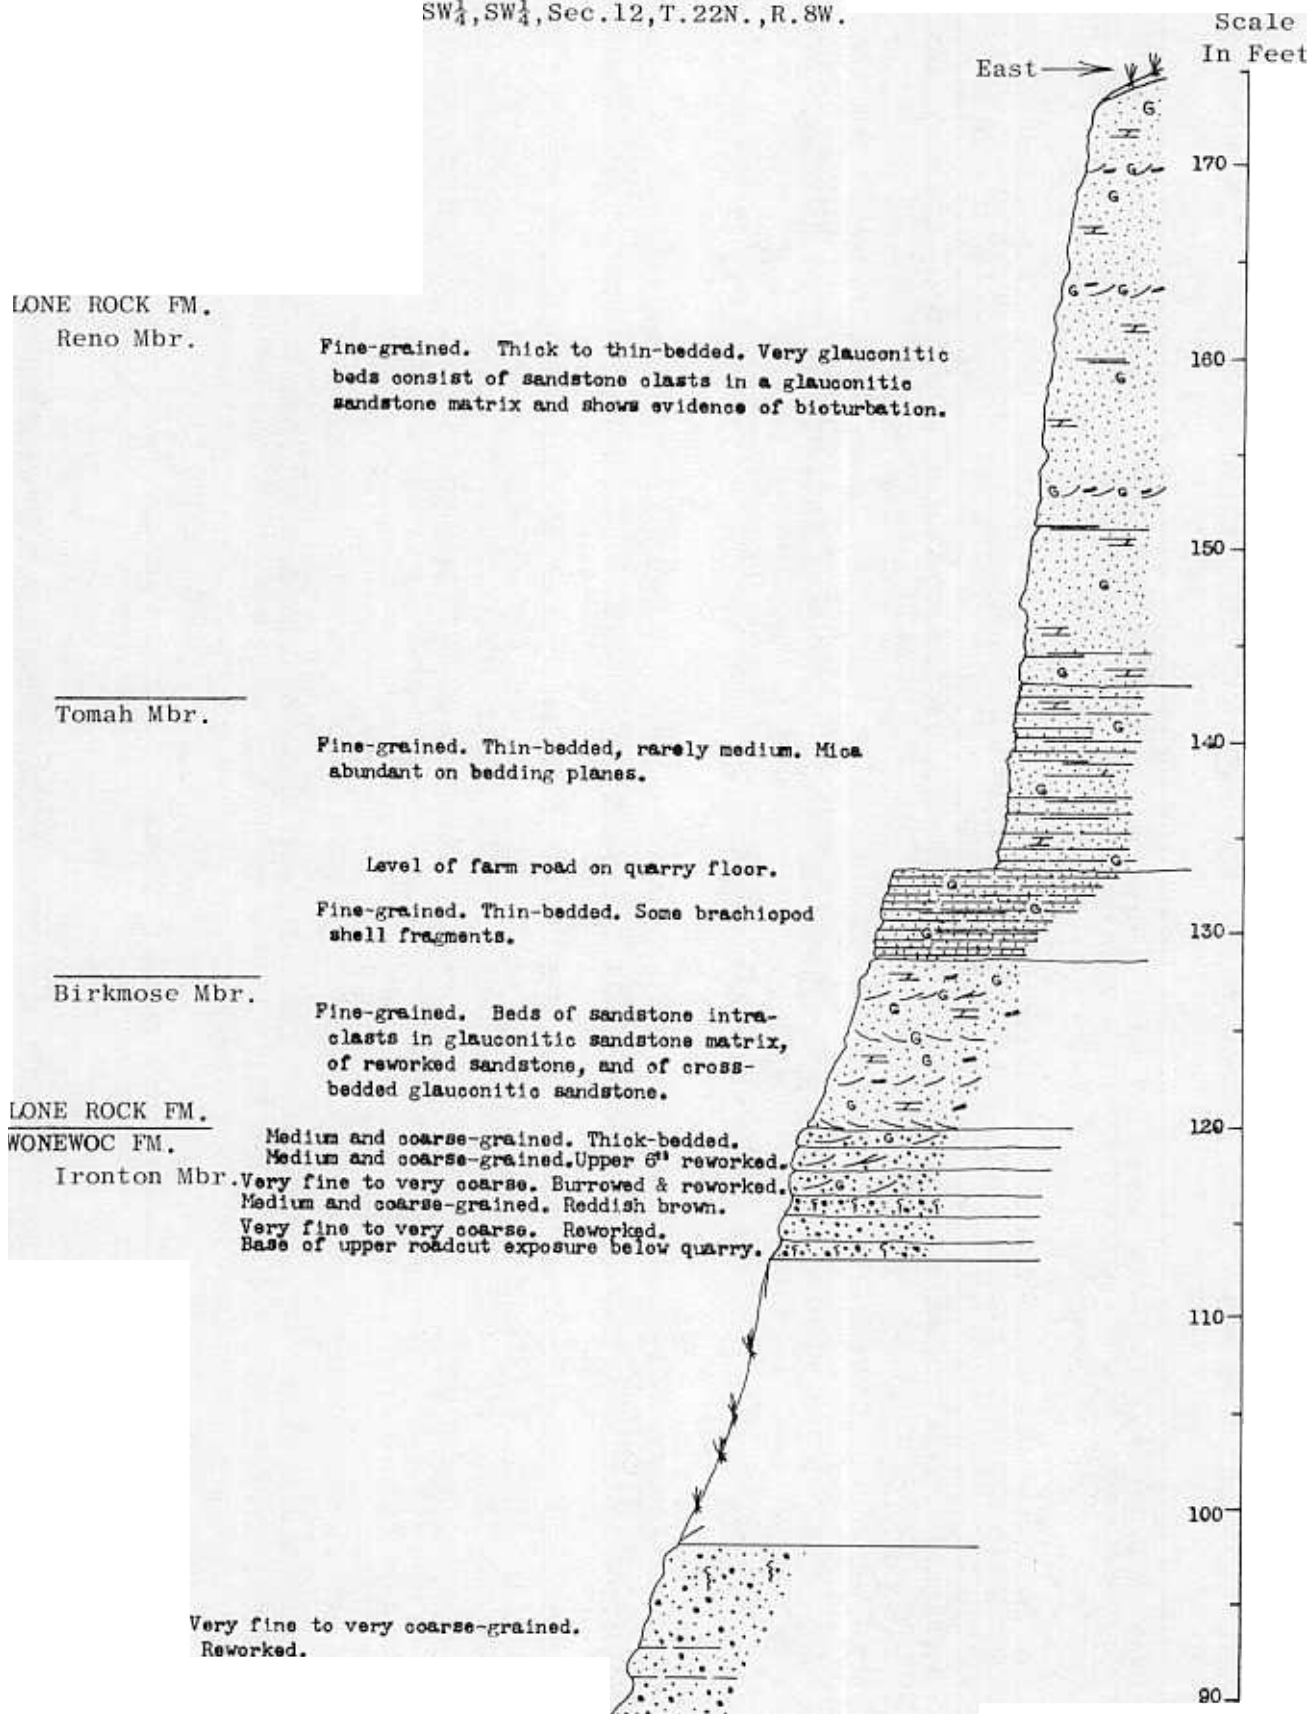 SW¼,SW¼,Sec.12,T.22N.,R.8W.
Scale
In Feet
East
G
170
G
G
G G
LONE ROCK FM.
Reno Mbr.
Fine-grained. Thick to thin-bedded. Very glauconitic
beds consist of sandstone clasts in a glauconitic
sandstone matrix and shows evidence of bioturbation.
160
G
G G
150
G
G
Tomah Mbr.
Fine-grained. Thin-bedded, rarely medium. Mica
abundant on bedding planes.
G
140
G
Level of farm road on quarry floor.
G
Fine-grained. Thin-bedded. Some brachiopod
shell fragments.
G
G
G
130
Birkmose Mbr.
Fine-grained. Beds of sandstone intra-
clasts in glauconitic sandstone matrix,
of reworked sandstone, and of cross-
bedded glauconitic sandstone.
G
G
G
G
G
G
LONE ROCK FM.
WONEWOC FM.
Ironton Mbr.
120
Medium and coarse-grained. Thick-bedded.
G
Medium and coarse-grained.Upper 6" reworked.
Very fine to very coarse. Burrowed & reworked.
G
Medium and coarse-grained. Reddish brown.
Very fine to very coarse. Reworked.
Base of upper roadcut exposure below quarry.
110
100
Very fine to very coarse-grained.
Reworked.
90